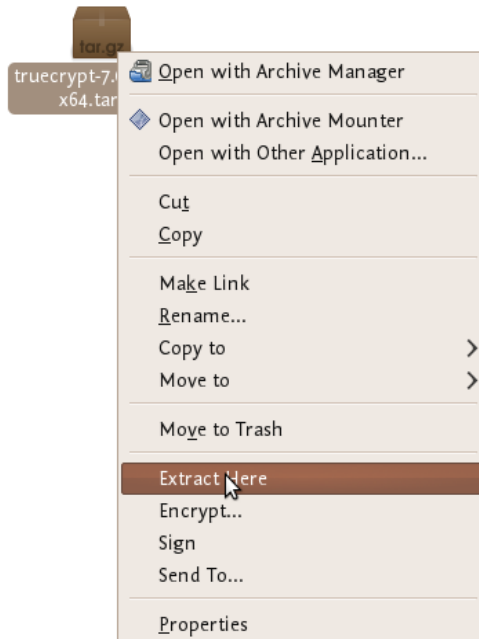 tar.gz
truecrypt-7.
x64.tar
Open with Archive Manager
Open with Archive Mounter
Open with Other Application...
Cut
Copy
Make Link
Rename...
Copy to
Move to
Move to Trash
Extract Here
Encrypt...
Sign
Send To...
Properties